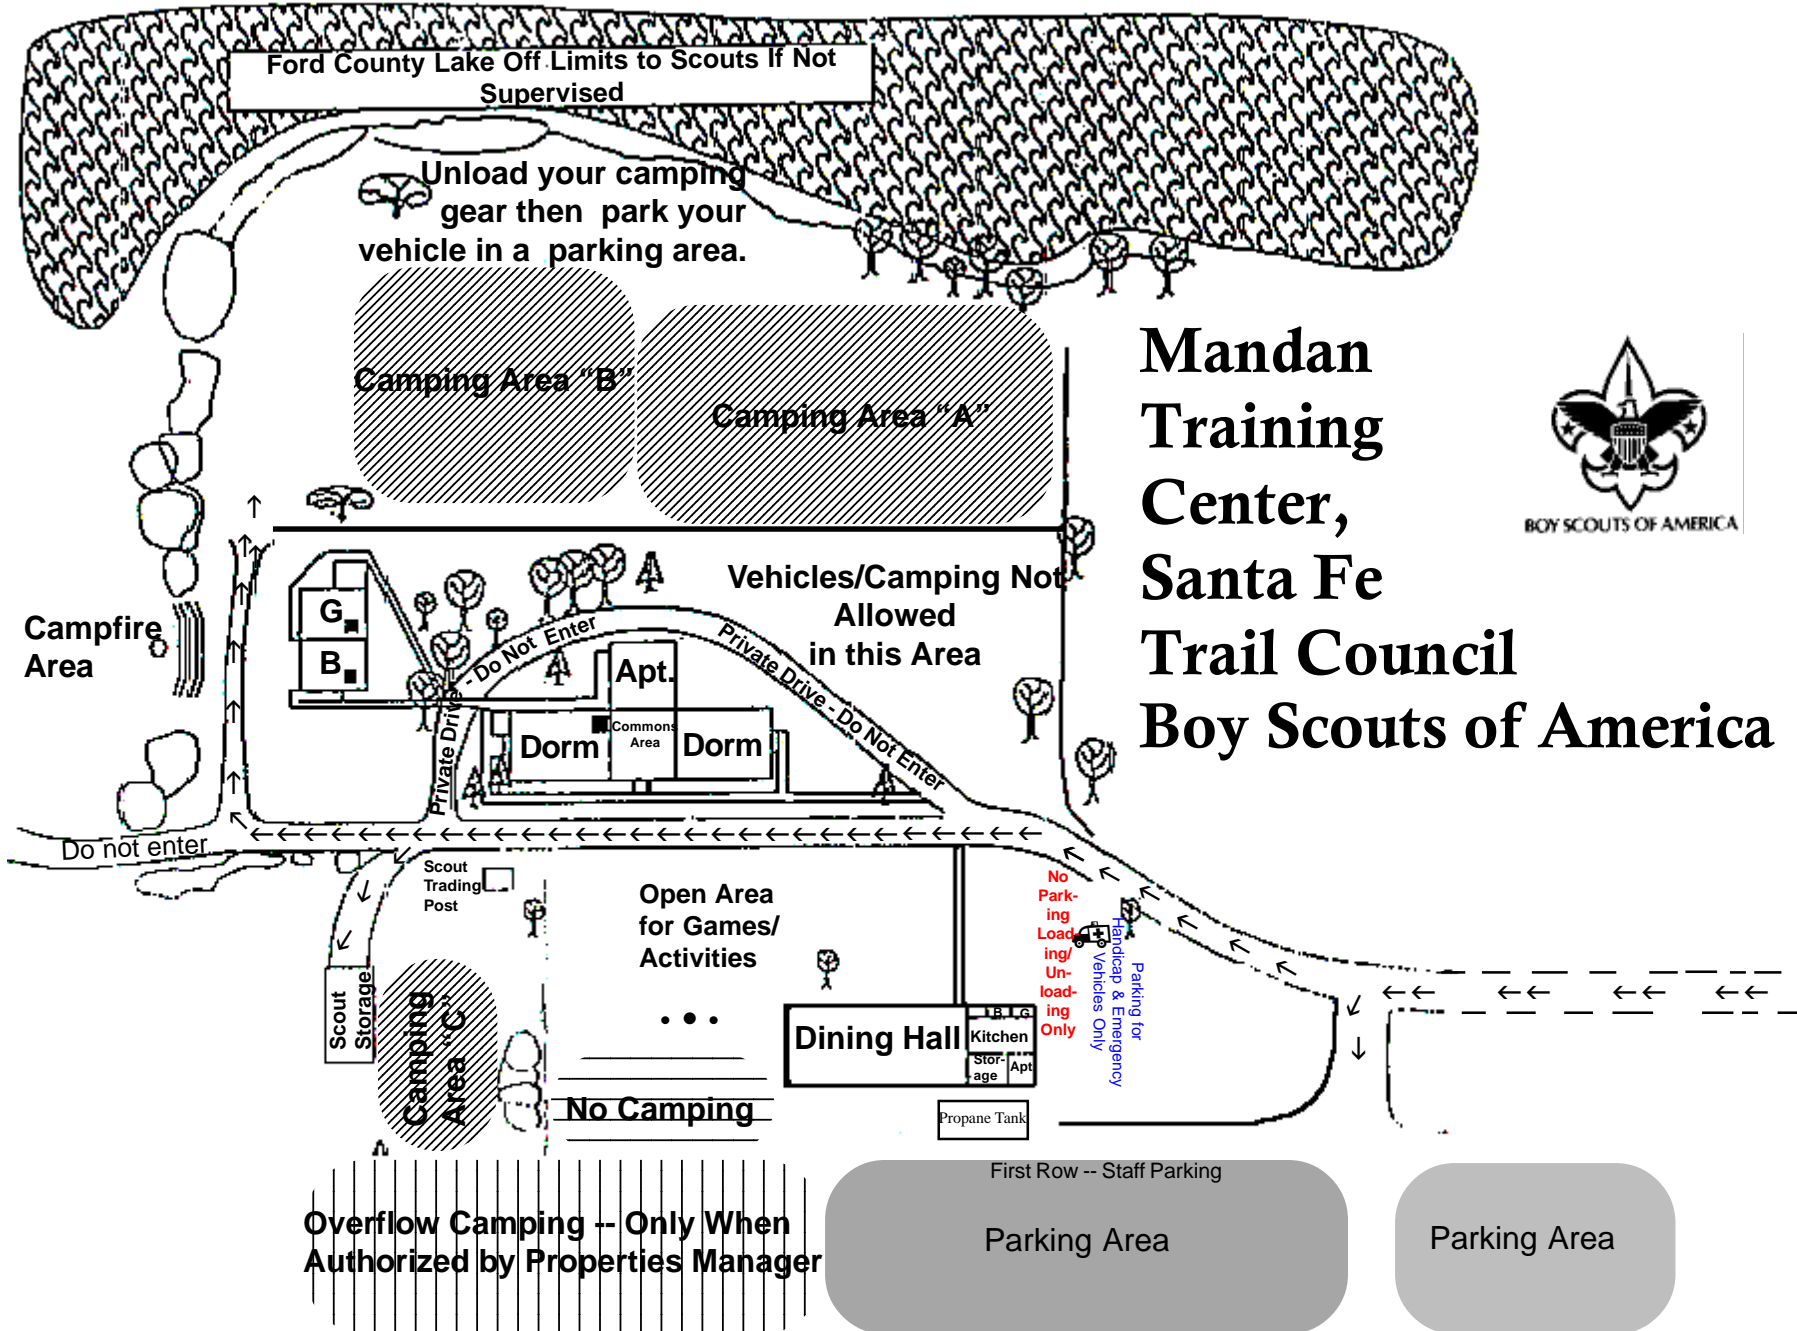 Ford County Lake Off Limits to Scouts If Not
Supervised
Unload your camping
gear then park your
vehicle in a parking area.
Camping Area “B”
Camping Area “A”
Mandan
Training
Center,
Santa Fe
Trail Council
Boy Scouts of America
BOY SCOUTS OF AMERICA
Vehicles/Camping Not
Allowed
in this Area
Campfire
Area
G
B
Private Drive - Do Not Enter
Private Drive - Do Not Enter
Apt.
Dorm
Commons
Area
Dorm
Do not enter
Scout
Trading
Post
Open Area
for Games/
Activities
No
Park-
ing
Load-
ing/
Un-
load-
ing
Only
Parking for
Handicap & Emergency
Vehicles Only
Scout
Storage
Camping
Area “C”
Dining Hall
B G
Kitchen
Stor-
age
Apt
No Camping
Propane Tank
First Row -- Staff Parking
Parking Area
Parking Area
Overflow Camping -- Only When
Authorized by Properties Manager